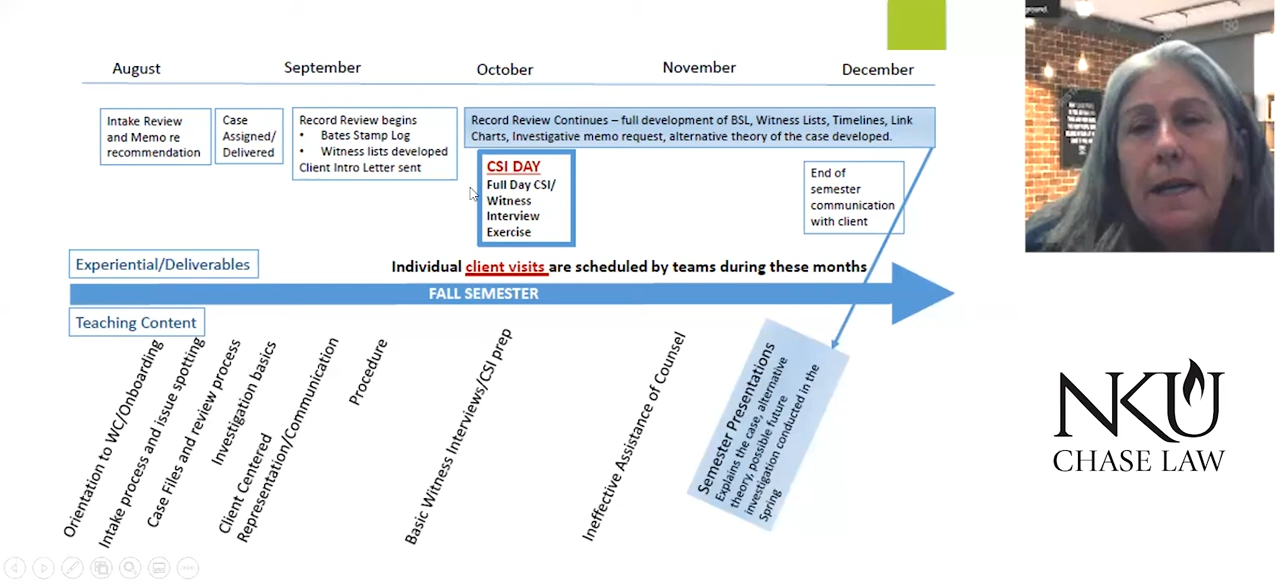 August
September
October
November
December
Intake Review
and Memo re
recommendation
Case
Assigned/
Delivered
Record Review begins
• Bates Stamp Log
• Witness lists developed
Client Intro Letter sent
Record Review Continues – full development of BSL, Witness Lists, Timelines, Link
Charts, Investigative memo request, alternative theory of the case developed.
CSI DAY
Full Day CSI/
Witness
Interview
Exercise
End of
semester
communication
with client
Experiential/Deliverables
Individual client visits are scheduled by teams during these months
FALL SEMESTER
Teaching Content
Orientation to WC/Onboarding
Intake process and issue spotting
Case Files and review process
Investigation basics
Client Centered
Representation/Communication
Procedure
Basic Witness Interviews/CSI prep
Ineffective Assistance of Counsel
Semester Presentations
Explains the case, alternative
theory, possible future
investigation conducted in the
Spring
ground.
NKU
CHASE LAW